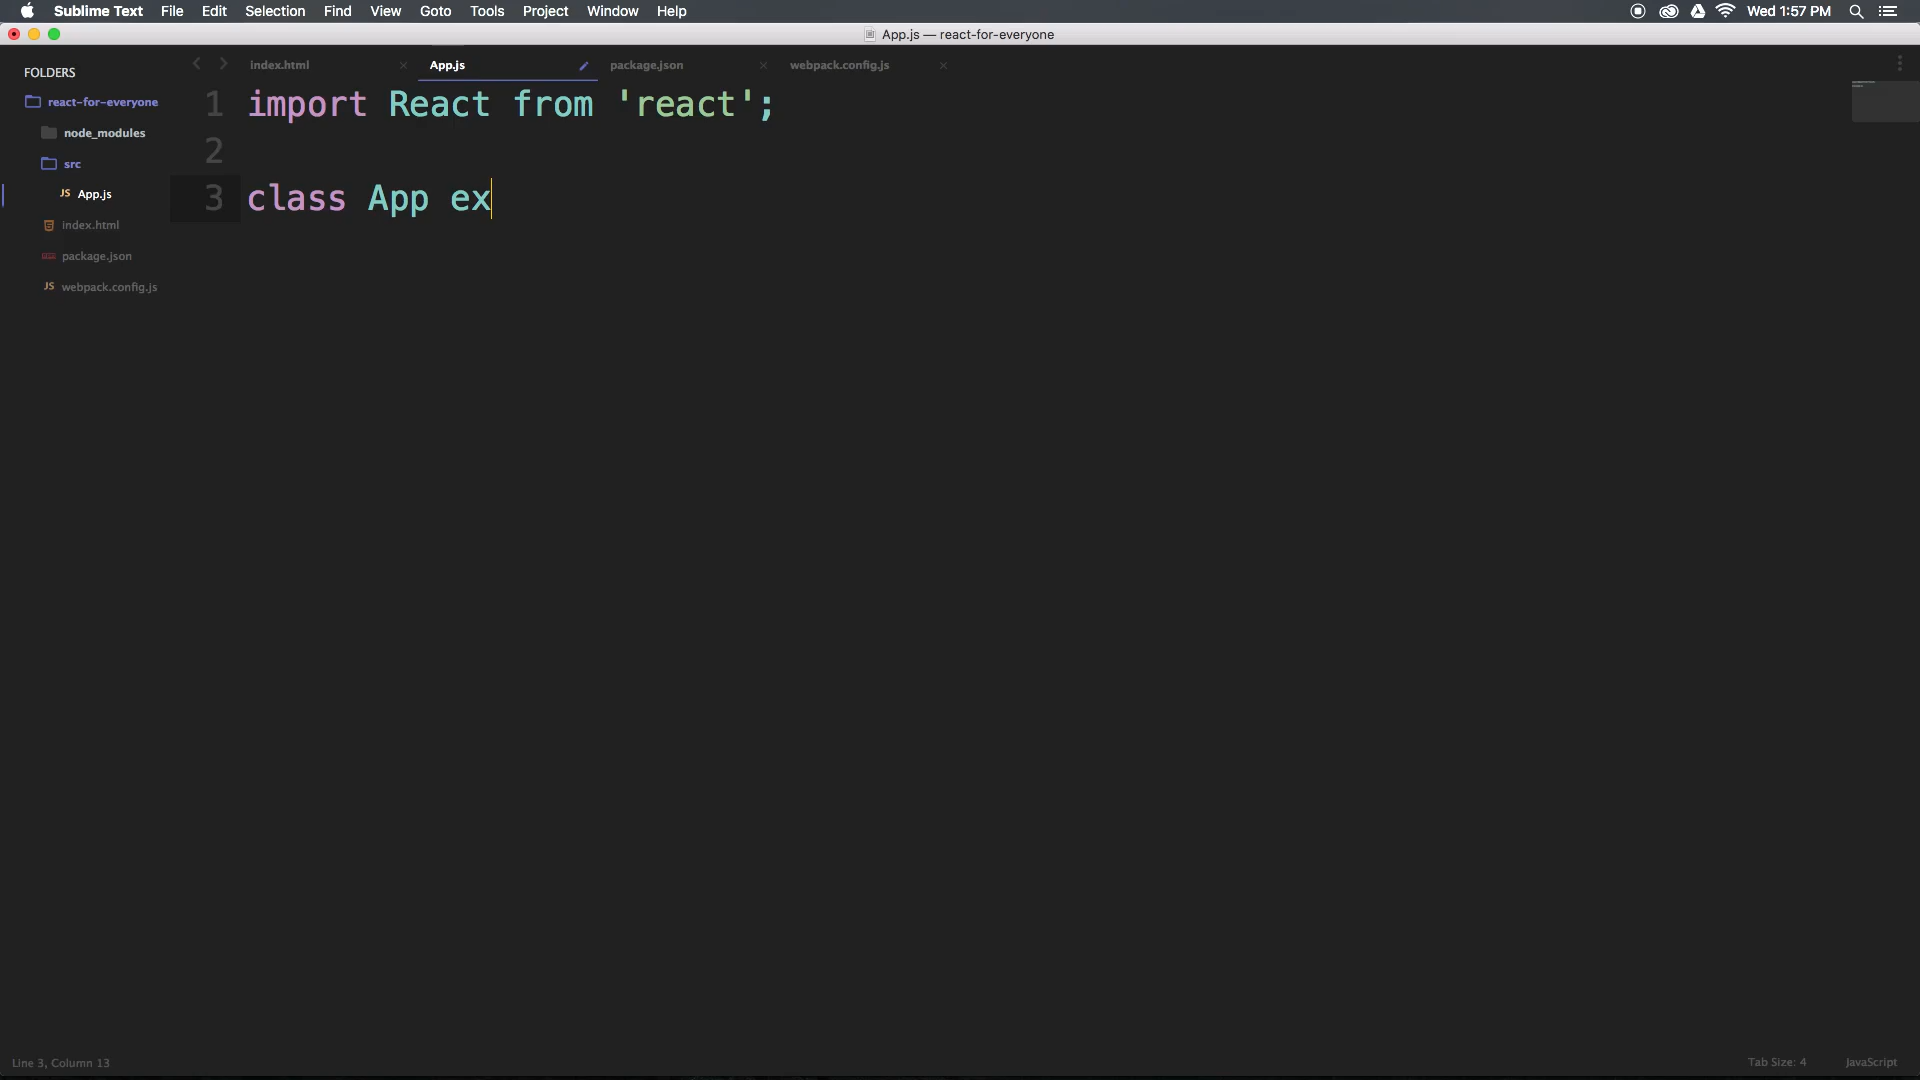 Sublime Text File Edit Selection Find View Goto Tools Project Window Help Wed 1:57 PM
App.js — react-for-everyone
FOLDERS
react-for-everyone
node_modules
src
JS App.js
index.html
package.json
JS webpack.config.js
index.html App.js package.json webpack.config.js
1 import React from 'react';
2
3 class App ex
Line 3, Column 13 Tab Size: 4 JavaScript